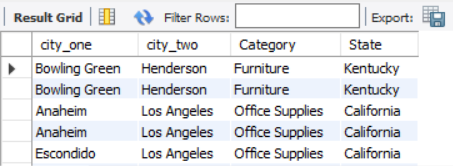 Result Grid Filter Rows: Export:
city_one city_two Category State
Bowling Green Henderson Furniture Kentucky
Bowling Green Henderson Furniture Kentucky
Anaheim Los Angeles Office Supplies California
Anaheim Los Angeles Office Supplies California
Escondido Los Angeles Office Supplies California